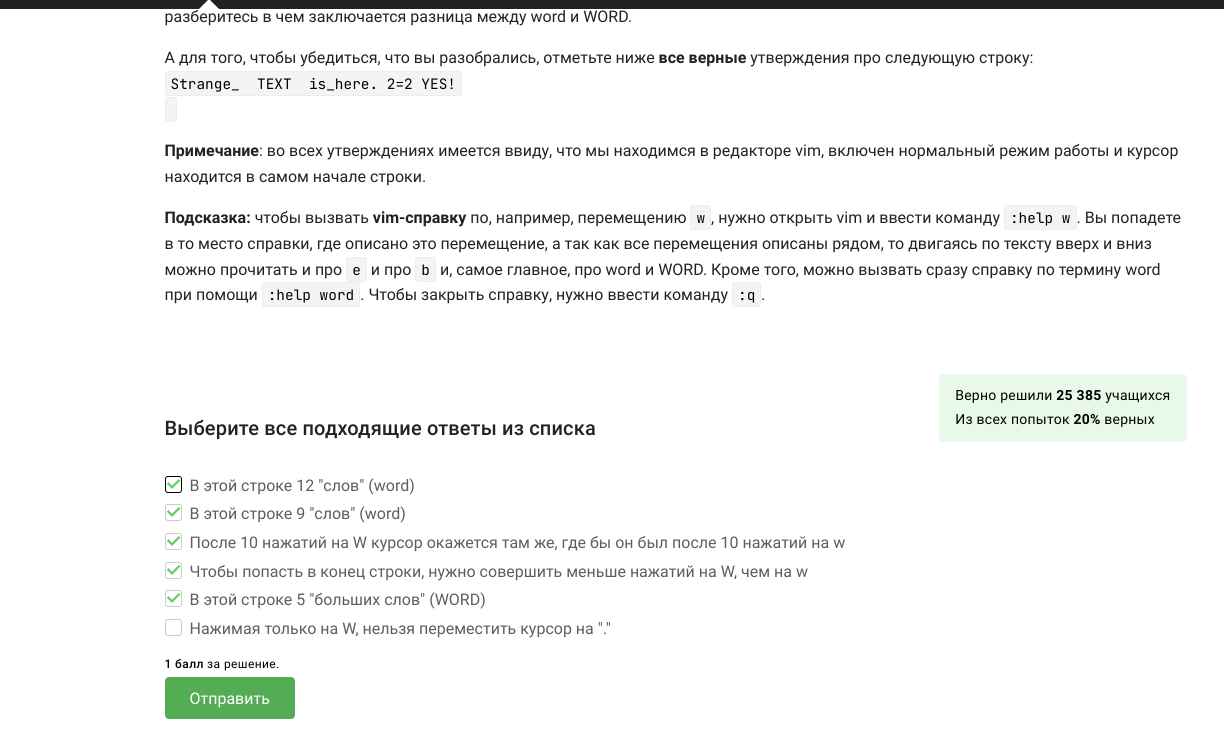 разберитесь в чем заключается разница между word и WORD.
А для того, чтобы убедиться, что вы разобрались, отметьте ниже все верные утверждения про следующую строку:
Strange_  TEXT  is_here. 2=2 YES!
Примечание: во всех утверждениях имеется ввиду, что мы находимся в редакторе vim, включен нормальный режим работы и курсор
находится в самом начале строки.
Подсказка: чтобы вызвать vim-справку по, например, перемещению w, нужно открыть vim и ввести команду :help w. Вы попадете
в то место справки, где описано это перемещение, а так как все перемещения описаны рядом, то двигаясь по тексту вверх и вниз
можно прочитать и про e и про b и, самое главное, про word и WORD. Кроме того, можно вызвать сразу справку по термину word
при помощи :help word. Чтобы закрыть справку, нужно ввести команду :q.
Верно решили 25 385 учащихся
Из всех попыток 20% верных
Выберите все подходящие ответы из списка
В этой строке 12 "слов" (word)
В этой строке 9 "слов" (word)
После 10 нажатий на W курсор окажется там же, где бы он был после 10 нажатий на w
Чтобы попасть в конец строки, нужно совершить меньше нажатий на W, чем на w
В этой строке 5 "больших слов" (WORD)
Нажимая только на W, нельзя переместить курсор на "."
1 балл за решение.
Отправить